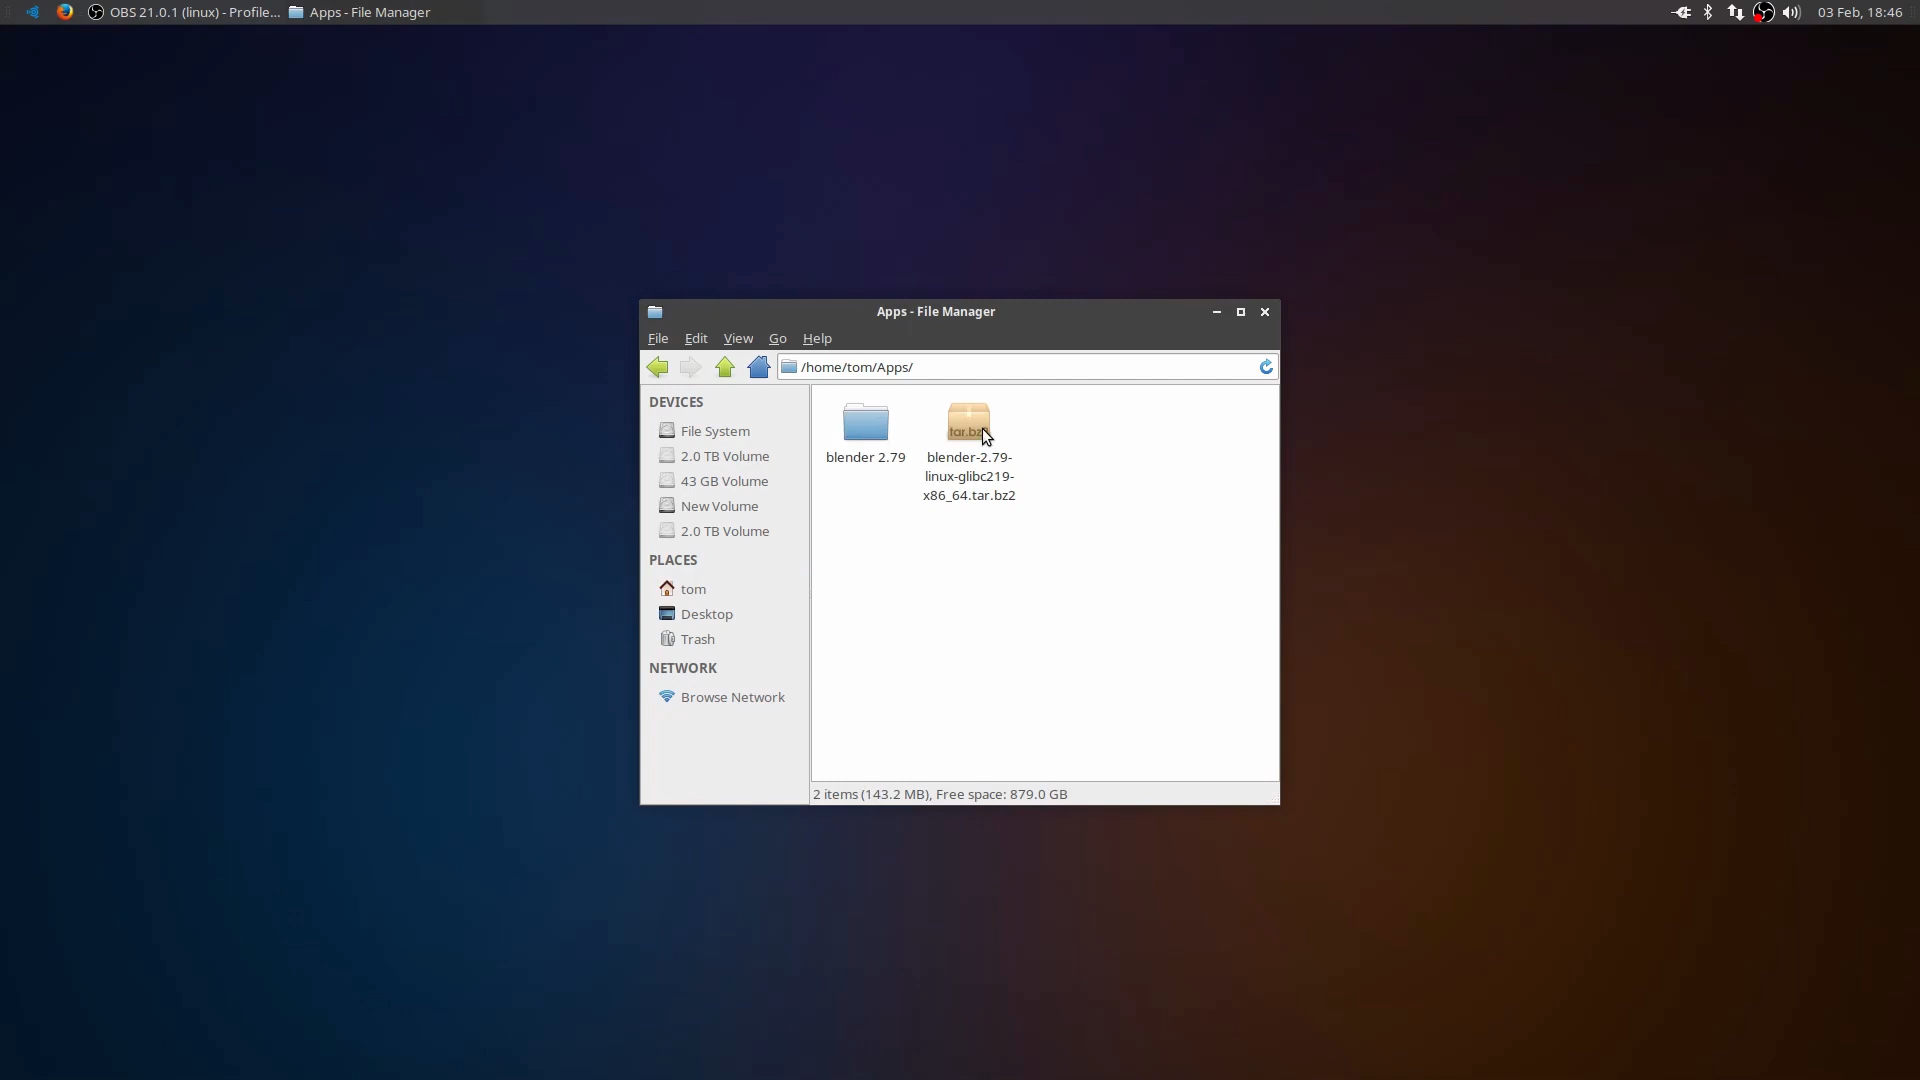 OBS 21.0.1 (linux) - Profile...
Apps - File Manager
03 Feb, 18:46
Apps - File Manager
File Edit View Go Help
/home/tom/Apps/
DEVICES
File System
2.0 TB Volume
43 GB Volume
New Volume
2.0 TB Volume
PLACES
tom
Desktop
Trash
NETWORK
Browse Network
blender 2.79
tar.bz
blender-2.79-
linux-glibc219-
x86_64.tar.bz2
2 items (143.2 MB), Free space: 879.0 GB